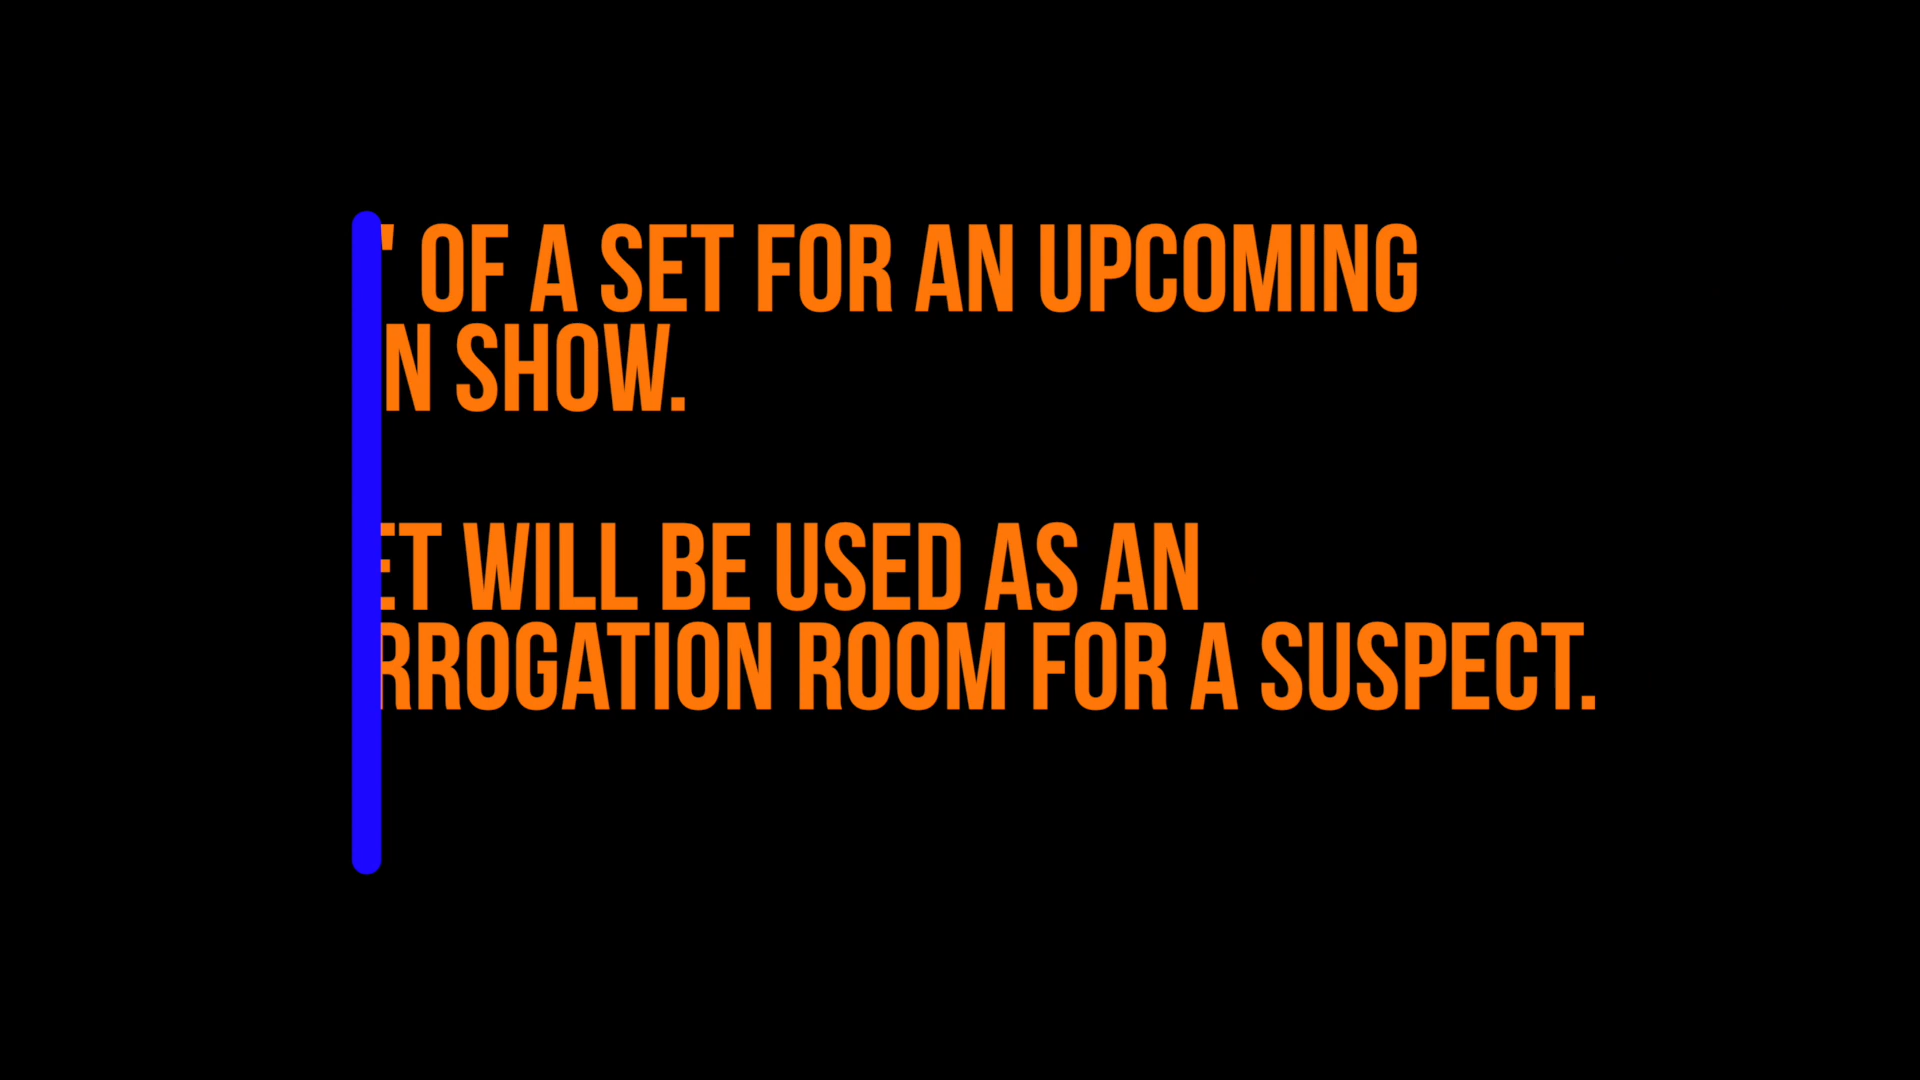 ' OF A SET FOR AN UPCOMING
N SHOW.
ET WILL BE USED AS AN
RROGATION ROOM FOR A SUSPECT.